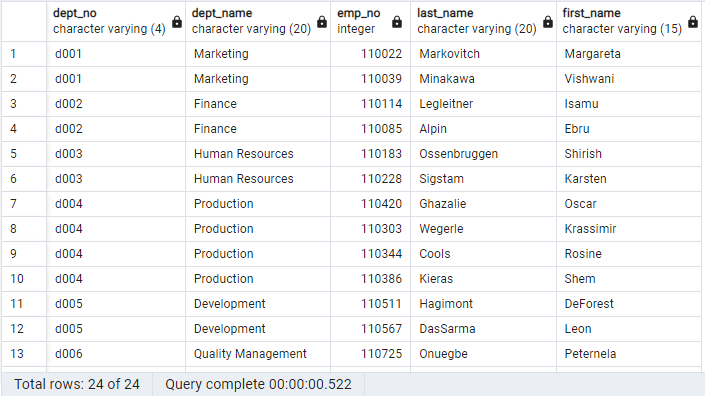 dept_no dept_name emp_no last_name first_name
character varying (4) character varying (20) integer character varying (20) character varying (15)
1 d001 Marketing 110022 Markovitch Margareta
2 d001 Marketing 110039 Minakawa Vishwani
3 d002 Finance 110114 Legleitner Isamu
4 d002 Finance 110085 Alpin Ebru
5 d003 Human Resources 110183 Ossenbruggen Shirish
6 d003 Human Resources 110228 Sigstam Karsten
7 d004 Production 110420 Ghazalie Oscar
8 d004 Production 110303 Wegerle Krassimir
9 d004 Production 110344 Cools Rosine
10 d004 Production 110386 Kieras Shem
11 d005 Development 110511 Hagimont DeForest
12 d005 Development 110567 DasSarma Leon
13 d006 Quality Management 110725 Onuegbe Peternela
Total rows: 24 of 24 Query complete 00:00:00.522